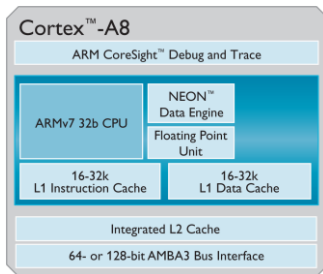 Cortex™-A8
ARM CoreSight™ Debug and Trace
ARMv7 32b CPU
NEON™
Data Engine
Floating Point
Unit
16-32k
L1 Instruction Cache
16-32k
L1 Data Cache
Integrated L2 Cache
64- or 128-bit AMBA3 Bus Interface